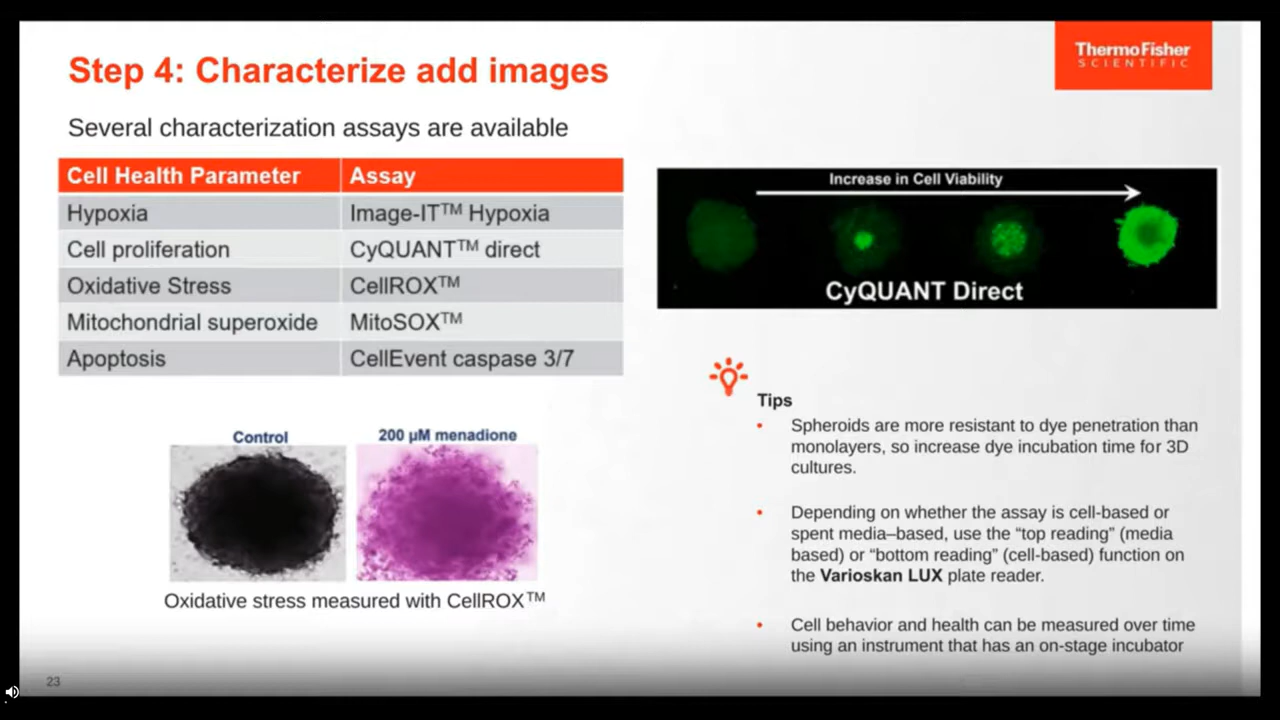 Step 4: Characterize add images
ThermoFisher
SCIENTIFIC
Several characterization assays are available
Cell Health Parameter Assay
Hypoxia Image-IT™ Hypoxia
Cell proliferation CyQUANT™ direct
Oxidative Stress CellROX™
Mitochondrial superoxide MitoSOX™
Apoptosis CellEvent caspase 3/7
Increase in Cell Viability
CyQUANT Direct
Control 200 µM menadione
Oxidative stress measured with CellROX™
Tips
• Spheroids are more resistant to dye penetration than
monolayers, so increase dye incubation time for 3D
cultures.
• Depending on whether the assay is cell-based or
spent media–based, use the “top reading” (media
based) or “bottom reading” (cell-based) function on
the Varioskan LUX plate reader.
• Cell behavior and health can be measured over time
using an instrument that has an on-stage incubator
23